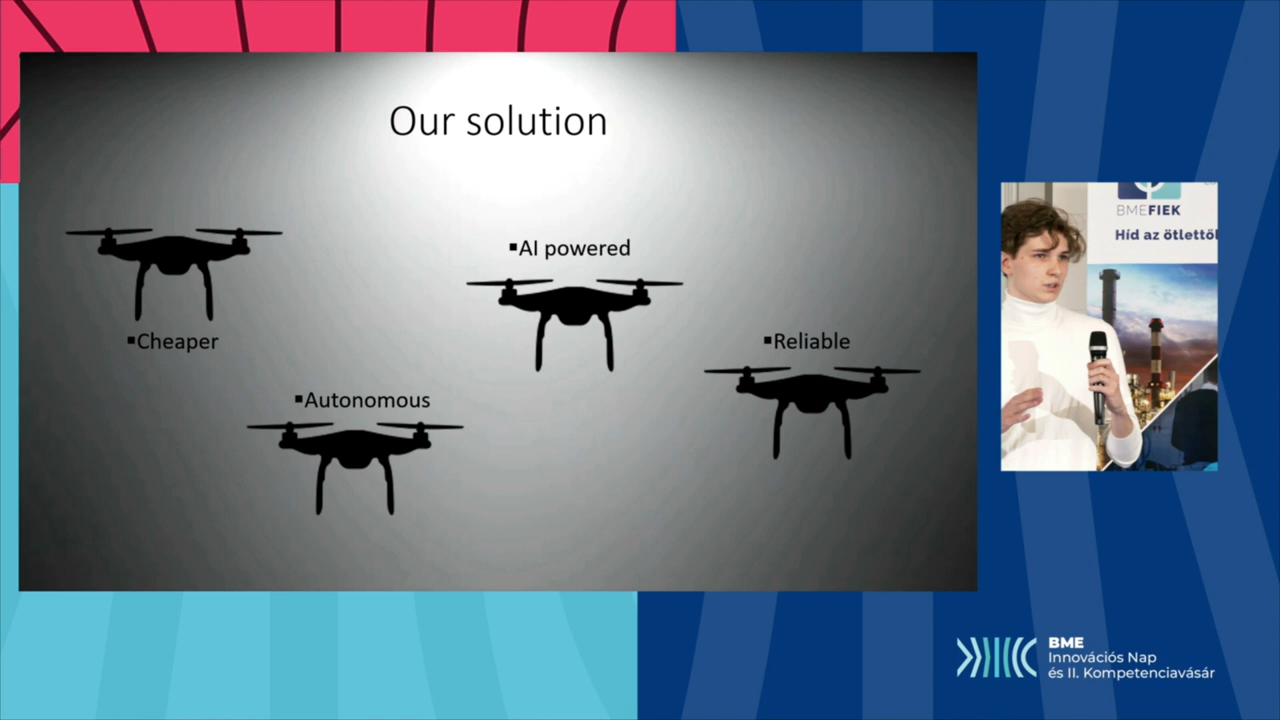 Our solution
▪AI powered
▪Cheaper
▪Reliable
▪Autonomous
BMEFIEK
Híd az ötlettől
BME
Innovációs Nap
és II. Kompetenciavásár